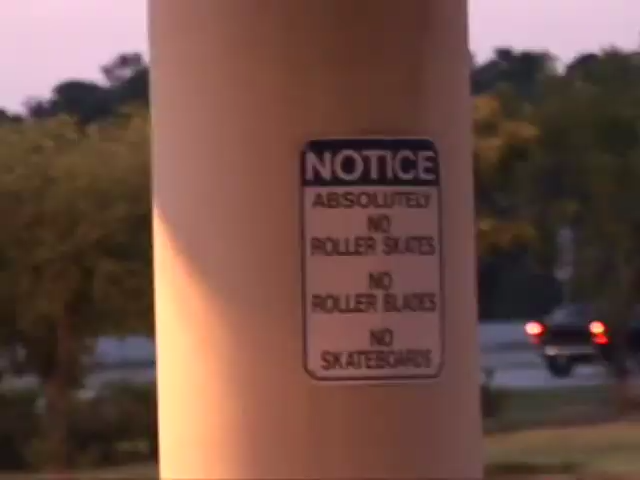 NOTICE
ABSOLUTELY
NO
ROLLER SKATES
NO
ROLLER BLADES
NO
SKATEBOARDS